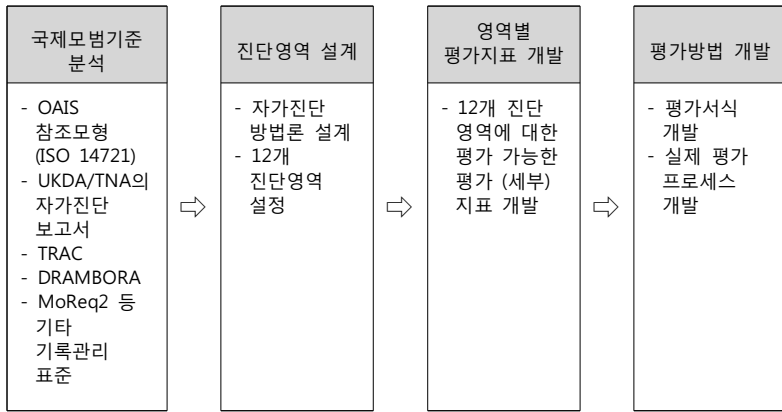 국제모범기준
분석
- OAIS
참조모형
(ISO 14721)
- UKDA/TNA의
자가진단
보고서
- TRAC
- DRAMBORA
- MoReq2 등
기타
기록관리
표준
⇨
진단영역 설계
- 자가진단
방법론 설계
- 12개
진단영역
설정
⇨
영역별
평가지표 개발
- 12개 진단
영역에 대한
평가 가능한
평가 (세부)
지표 개발
⇨
평가방법 개발
- 평가서식
개발
- 실제 평가
프로세스
개발